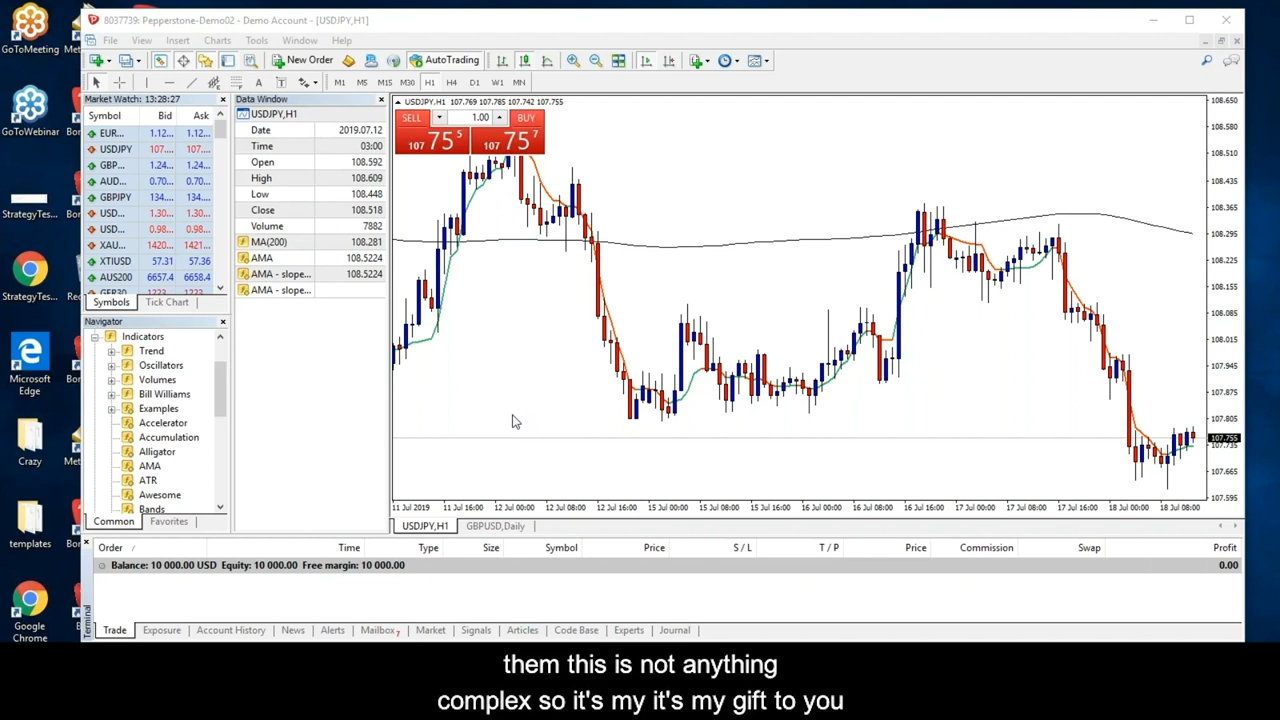 GoToMeeting
GoToWebinar
StrategyTes...
StrategyTes...
Microsoft
Edge
Crazy
templates
Google
Chrome
8037739: Pepperstone-Demo02 - Demo Account - [USDJPY,H1]
File View Insert Charts Tools Window Help
New Order AutoTrading
A T M1 M5 M15 M30 H1 H4 D1 W1 MN
Market Watch: 13:28:27
Symbol Bid Ask
EUR... 1.12... 1.12...
USDJPY 107.... 107....
GBP... 1.24... 1.24...
AUD... 0.70... 0.70...
GBPJPY 134.... 134....
USD... 1.30... 1.30...
USD... 0.98... 0.98...
XAU... 1420... 1421...
XTIUSD 57.31 57.36
AUS200 6657.4 6658.4
Symbols Tick Chart
Navigator
Indicators
Trend
Oscillators
Volumes
Bill Williams
Examples
Accelerator
Accumulation
Alligator
AMA
ATR
Awesome
Bands
Common Favorites
Data Window
USDJPY,H1
Date 2019.07.12
Time 03:00
Open 108.592
High 108.609
Low 108.448
Close 108.518
Volume 7882
MA(200) 108.281
AMA 108.5224
AMA - slope... 108.5224
AMA - slope...
USDJPY,H1 107.769 107.785 107.742 107.755
SELL 1.00 BUY
107 75 5 107 75 7
108.650
108.580
108.510
108.435
108.365
108.295
108.225
108.155
108.085
108.015
107.945
107.875
107.805
107.755
107.735
107.665
107.595
11 Jul 2019 11 Jul 16:00 12 Jul 00:00 12 Jul 08:00 12 Jul 16:00 15 Jul 00:00 15 Jul 08:00 15 Jul 16:00 16 Jul 00:00 16 Jul 08:00 16 Jul 16:00 17 Jul 00:00 17 Jul 08:00 17 Jul 16:00 18 Jul 00:00 18 Jul 08:00
USDJPY,H1 GBPUSD,Daily
Order / Time Type Size Symbol Price S / L T / P Price Commission Swap Profit
Balance: 10 000.00 USD Equity: 10 000.00 Free margin: 10 000.00 0.00
Terminal
Trade Exposure Account History News Alerts Mailbox 7 Market Signals Articles Code Base Experts Journal
them this is not anything
complex so it's my it's my gift to you